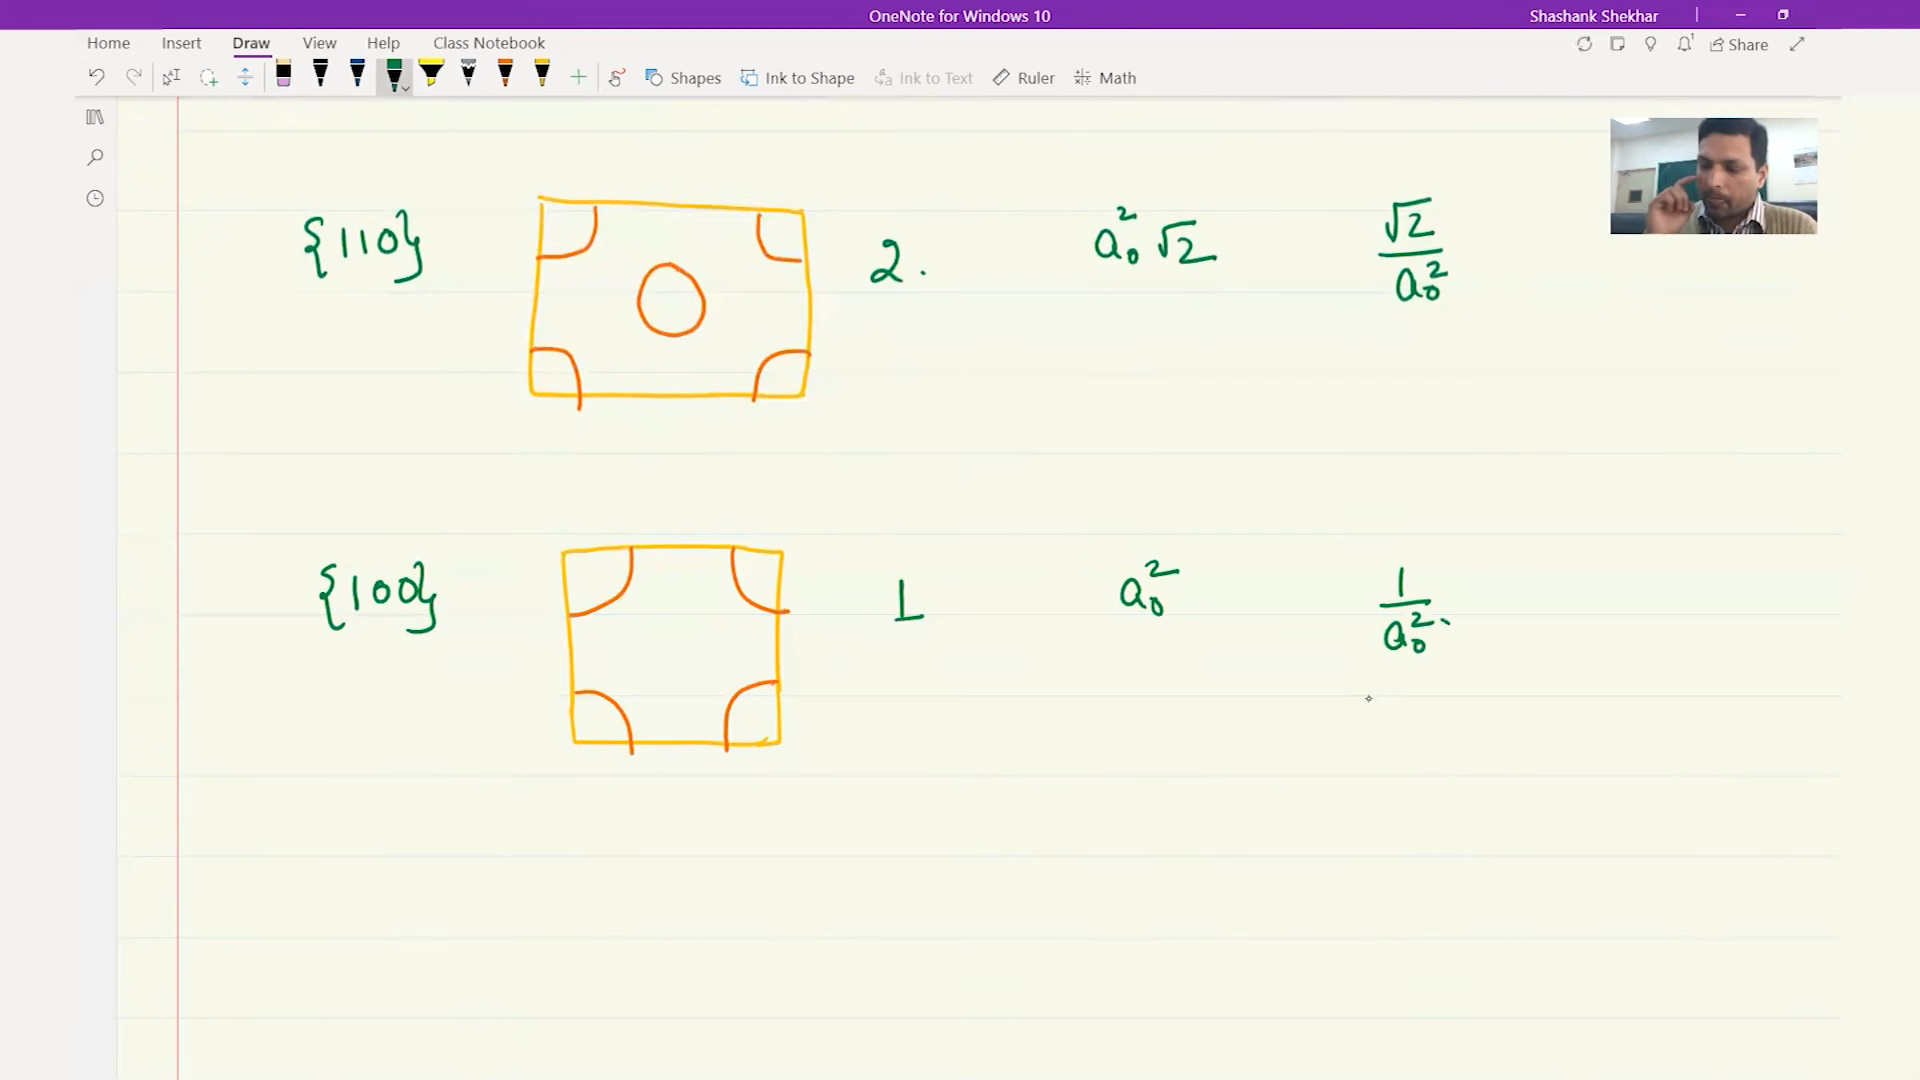 OneNote for Windows 10
Shashank Shekhar
Home Insert Draw View Help Class Notebook
Share
Shapes Ink to Shape Ink to Text Ruler Math
{110} 2. a₀²√2 √2/a₀²
{100} 1 a₀² 1/a₀².